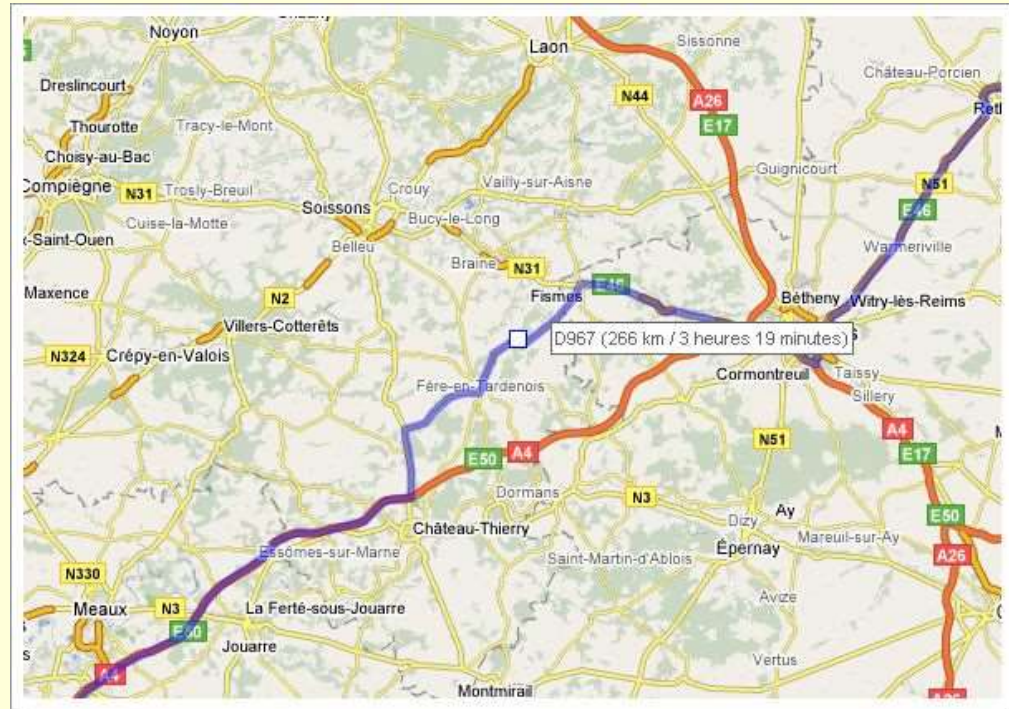 Noyon
Laon
Sissonne
Château-Porcien
Dreslincourt
N44
A26
E17
Thourotte
Tracy-le-Mont
Choisy-au-Bac
Guignicourt
Compiègne
N31
Trosly-Breuil
Crouy
Vailly-sur-Aisne
N51
E46
Cuise-la-Motte
Soissons
Bucy-le-Long
x-Saint-Ouen
Belleu
Warmeriville
Braine
N31
Maxence
N2
Fismes
Bétheny
Witry-lès-Reims
Villers-Cotterêts
D967 (266 km / 3 heures 19 minutes)
N324
Crépy-en-Valois
Fère-en-Tardenois
Cormontreuil
Taissy
Sillery
A4
N51
E50
A4
E17
Dormans
N3
Ay
E50
Château-Thierry
Dizy
Mareuil-sur-Ay
Essômes-sur-Marne
Saint-Martin-d'Ablois
Épernay
A26
N330
Avize
Meaux
N3
La Ferté-sous-Jouarre
E50
Jouarre
Vertus
A4
Montmirail